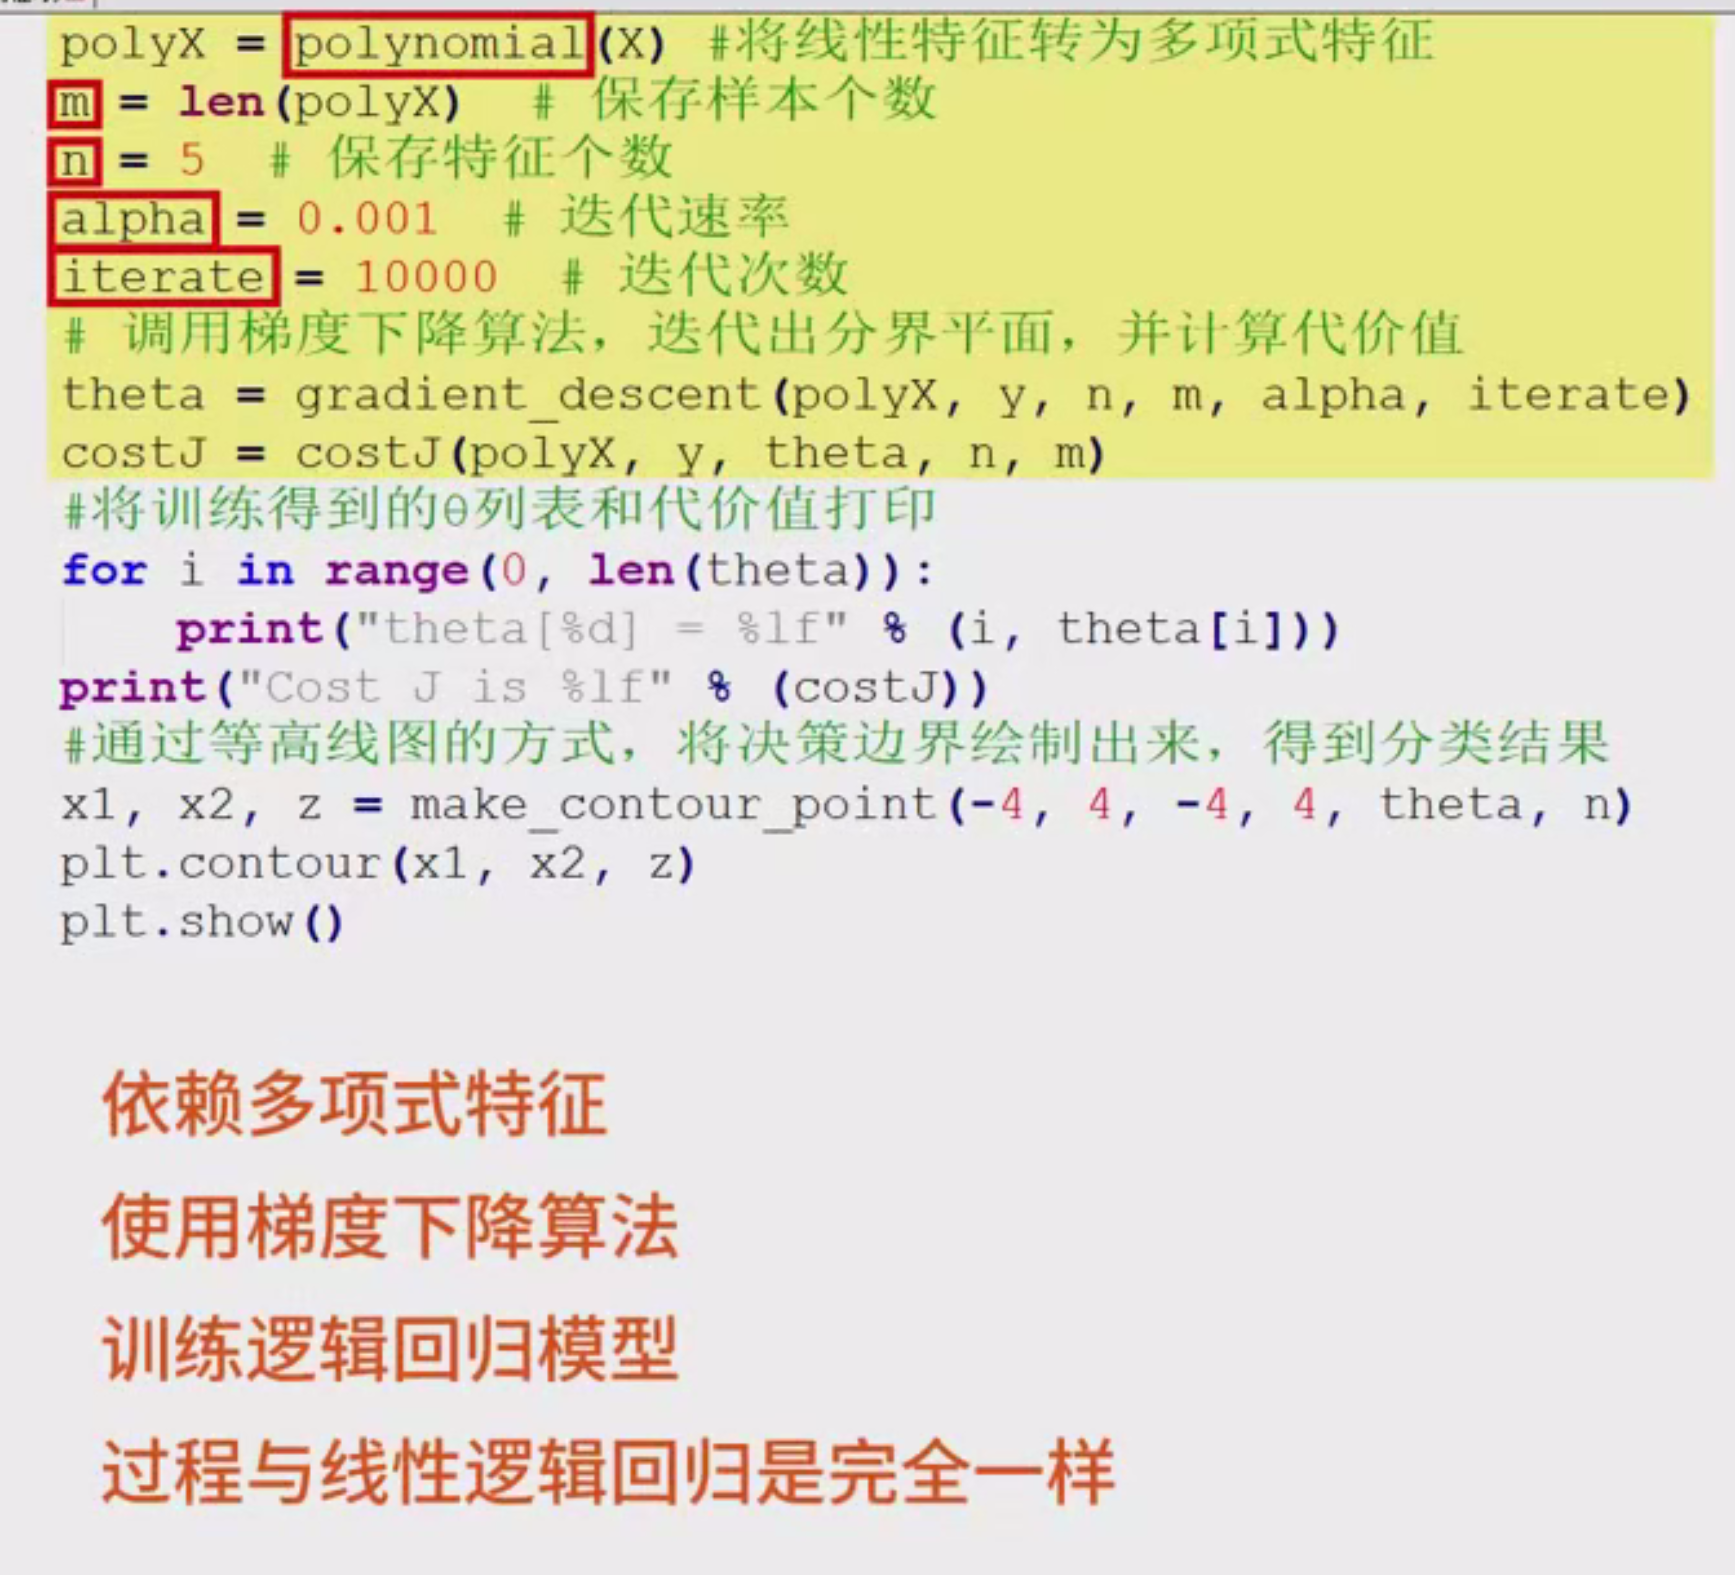 polyX = polynomial(X) #将线性特征转为多项式特征
m = len(polyX) # 保存样本个数
n = 5 # 保存特征个数
alpha = 0.001 # 迭代速率
iterate = 10000 # 迭代次数
# 调用梯度下降算法，迭代出分界平面，并计算代价值
theta = gradient_descent(polyX, y, n, m, alpha, iterate)
costJ = costJ(polyX, y, theta, n, m)
#将训练得到的θ列表和代价值打印
for i in range(0, len(theta)):
    print("theta[%d] = %lf" % (i, theta[i]))
print("Cost J is %lf" % (costJ))
#通过等高线图的方式，将决策边界绘制出来，得到分类结果
x1, x2, z = make_contour_point(-4, 4, -4, 4, theta, n)
plt.contour(x1, x2, z)
plt.show()
依赖多项式特征
使用梯度下降算法
训练逻辑回归模型
过程与线性逻辑回归是完全一样